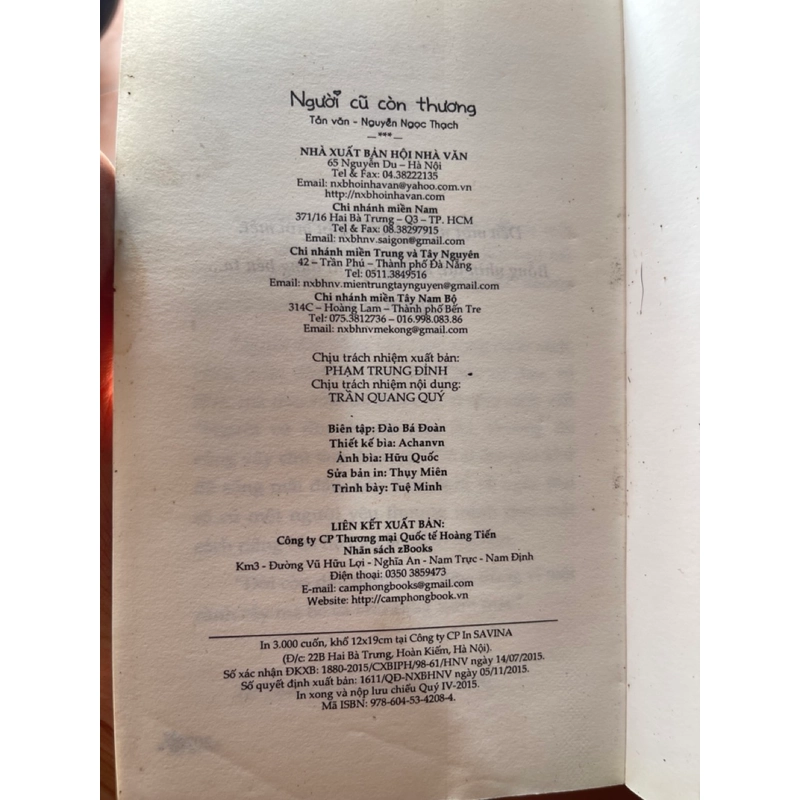 Người cũ còn thương
Tản văn - Nguyễn Ngọc Thạch
—***—
NHÀ XUẤT BẢN HỘI NHÀ VĂN
65 Nguyễn Du – Hà Nội
Tel & Fax: 04.38222135
Email: nxbhoinhavan@yahoo.com.vn
http://nxbhoinhavan.com
Chi nhánh miền Nam
371/16 Hai Bà Trưng – Q3 – TP. HCM
Tel & Fax: 08.38297915
Email: nxbhnv.saigon@gmail.com
Chi nhánh miền Trung và Tây Nguyên
42 – Trần Phú – Thành phố Đà Nẵng
Tel: 0511.3849516
Email: nxbhnv.mientrungtaynguyen@gmail.com
Chi nhánh miền Tây Nam Bộ
314C – Hoàng Lam – Thành phố Bến Tre
Tel: 075.3812736 – 016.998.083.86
Email: nxbhnvmekong@gmail.com
Chịu trách nhiệm xuất bản:
PHẠM TRUNG ĐỈNH
Chịu trách nhiệm nội dung:
TRẦN QUANG QUÝ
Biên tập: Đào Bá Đoàn
Thiết kế bìa: Achanvn
Ảnh bìa: Hữu Quốc
Sửa bản in: Thụy Miên
Trình bày: Tuệ Minh
LIÊN KẾT XUẤT BẢN:
Công ty CP Thương mại Quốc tế Hoàng Tiến
Nhãn sách zBooks
Km3 - Đường Vũ Hữu Lợi - Nghĩa An - Nam Trực - Nam Định
Điện thoại: 0350 3859473
E-mail: camphongbooks@gmail.com
Website: http://camphongbook.vn
In 3.000 cuốn, khổ 12x19cm tại Công ty CP In SAVINA
(Đ/c: 22B Hai Bà Trưng, Hoàn Kiếm, Hà Nội).
Số xác nhận ĐKXB: 1880-2015/CXBIPH/98-61/HNV ngày 14/07/2015.
Số quyết định xuất bản: 1611/QĐ-NXBHNV ngày 05/11/2015.
In xong và nộp lưu chiểu Quý IV-2015.
Mã ISBN: 978-604-53-4208-4.